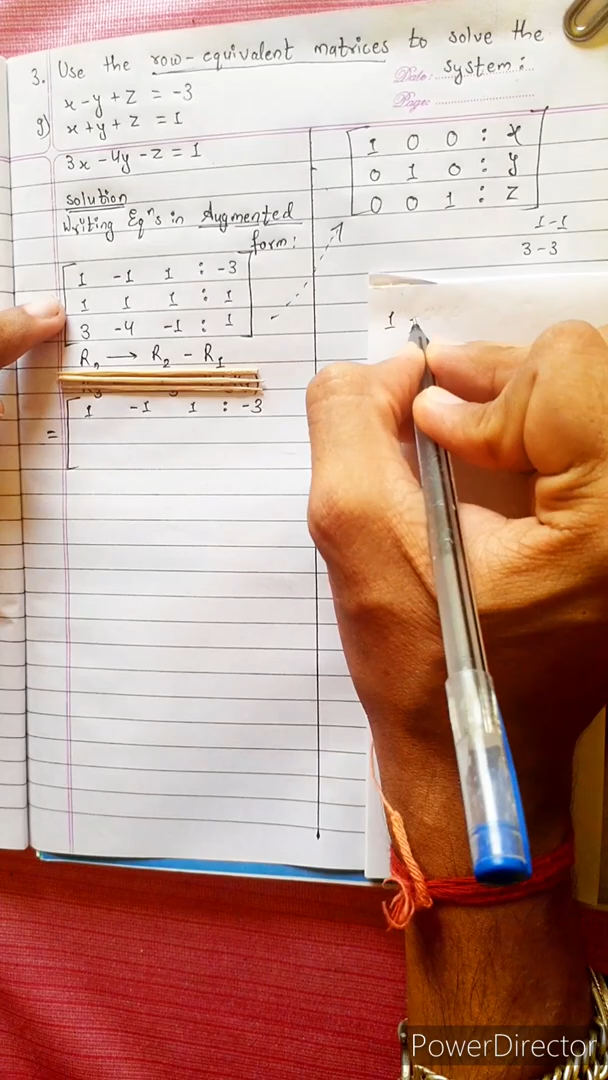 3. Use the row-equivalent matrices to solve the
system:
Date:
Page:
g) x - y + z = -3
x + y + z = 1
3x - 4y - z = 1
solution
Writing Eqⁿ's in Augmented
form:
1 -1 1 : -3
1 1 1 : 1
3 -4 -1 : 1
R₂ → R₂ - R₁
= 1 -1 1 : -3
1 0 0 : x
0 1 0 : y
0 0 1 : z
1-1
3-3
1
PowerDirector